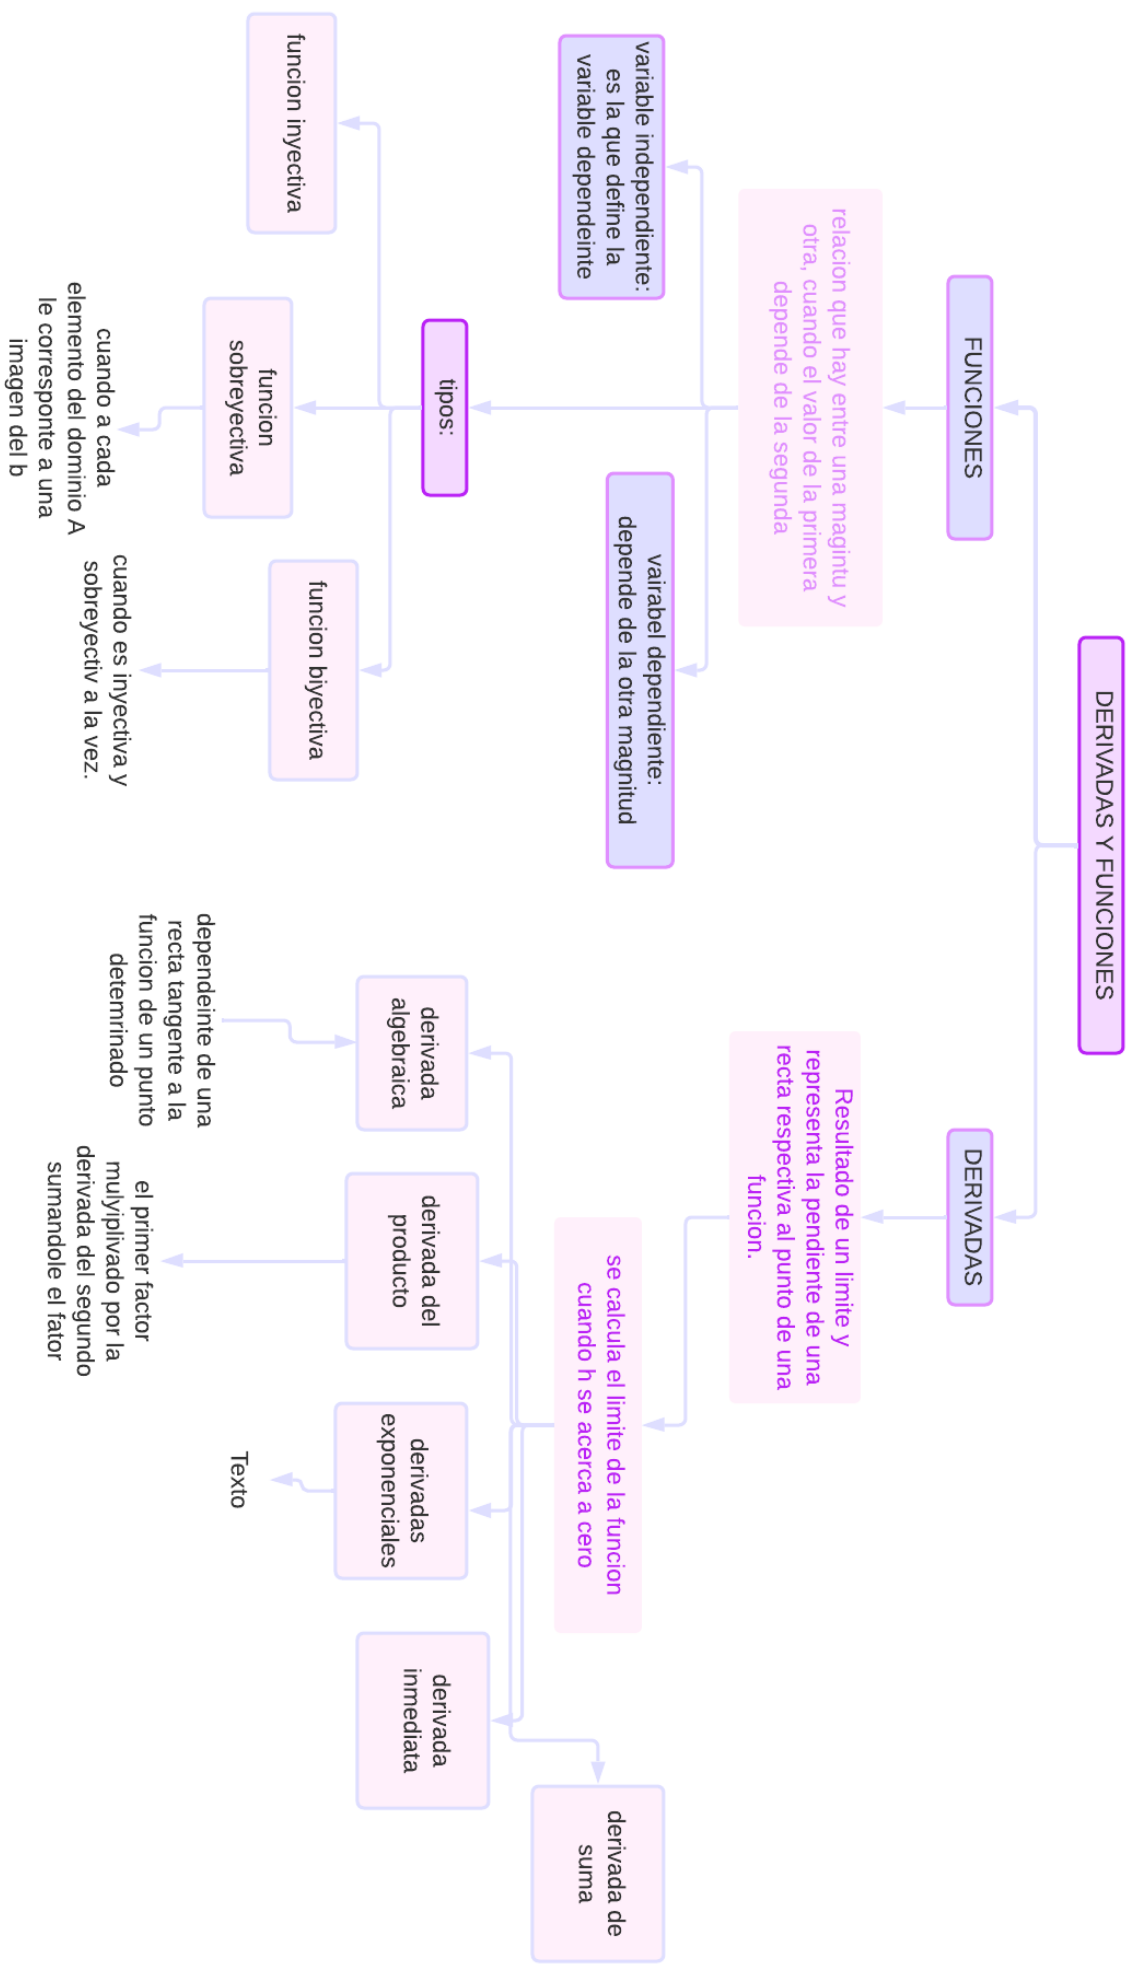 DERIVADAS Y FUNCIONES
FUNCIONES
relacion que hay entre una magintu y
otra, cuando el valor de la primera
depende de la segunda
variable independiente:
es la que define la
variable dependeinte
vairabel dependiente:
depende de la otra magnitud
tipos:
funcion inyectiva
funcion
sobreyectiva
cuando a cada
elemento del dominio A
le corresponte a una
imagen del b
funcion biyectiva
cuando es inyectiva y
sobreyectiv a la vez.
DERIVADAS
Resultado de un limite y
representa la pendiente de una
recta respectiva al punto de una
funcion.
se calcula el limite de la funcion
cuando h se acerca a cero
derivada
algebraica
dependeinte de una
recta tangente a la
funcion de un punto
detemrinado
derivada del
producto
el primer factor
mulyiplivado por la
derivada del segundo
sumandole el fator
derivadas
exponenciales
Texto
derivada
inmediata
derivada de
suma